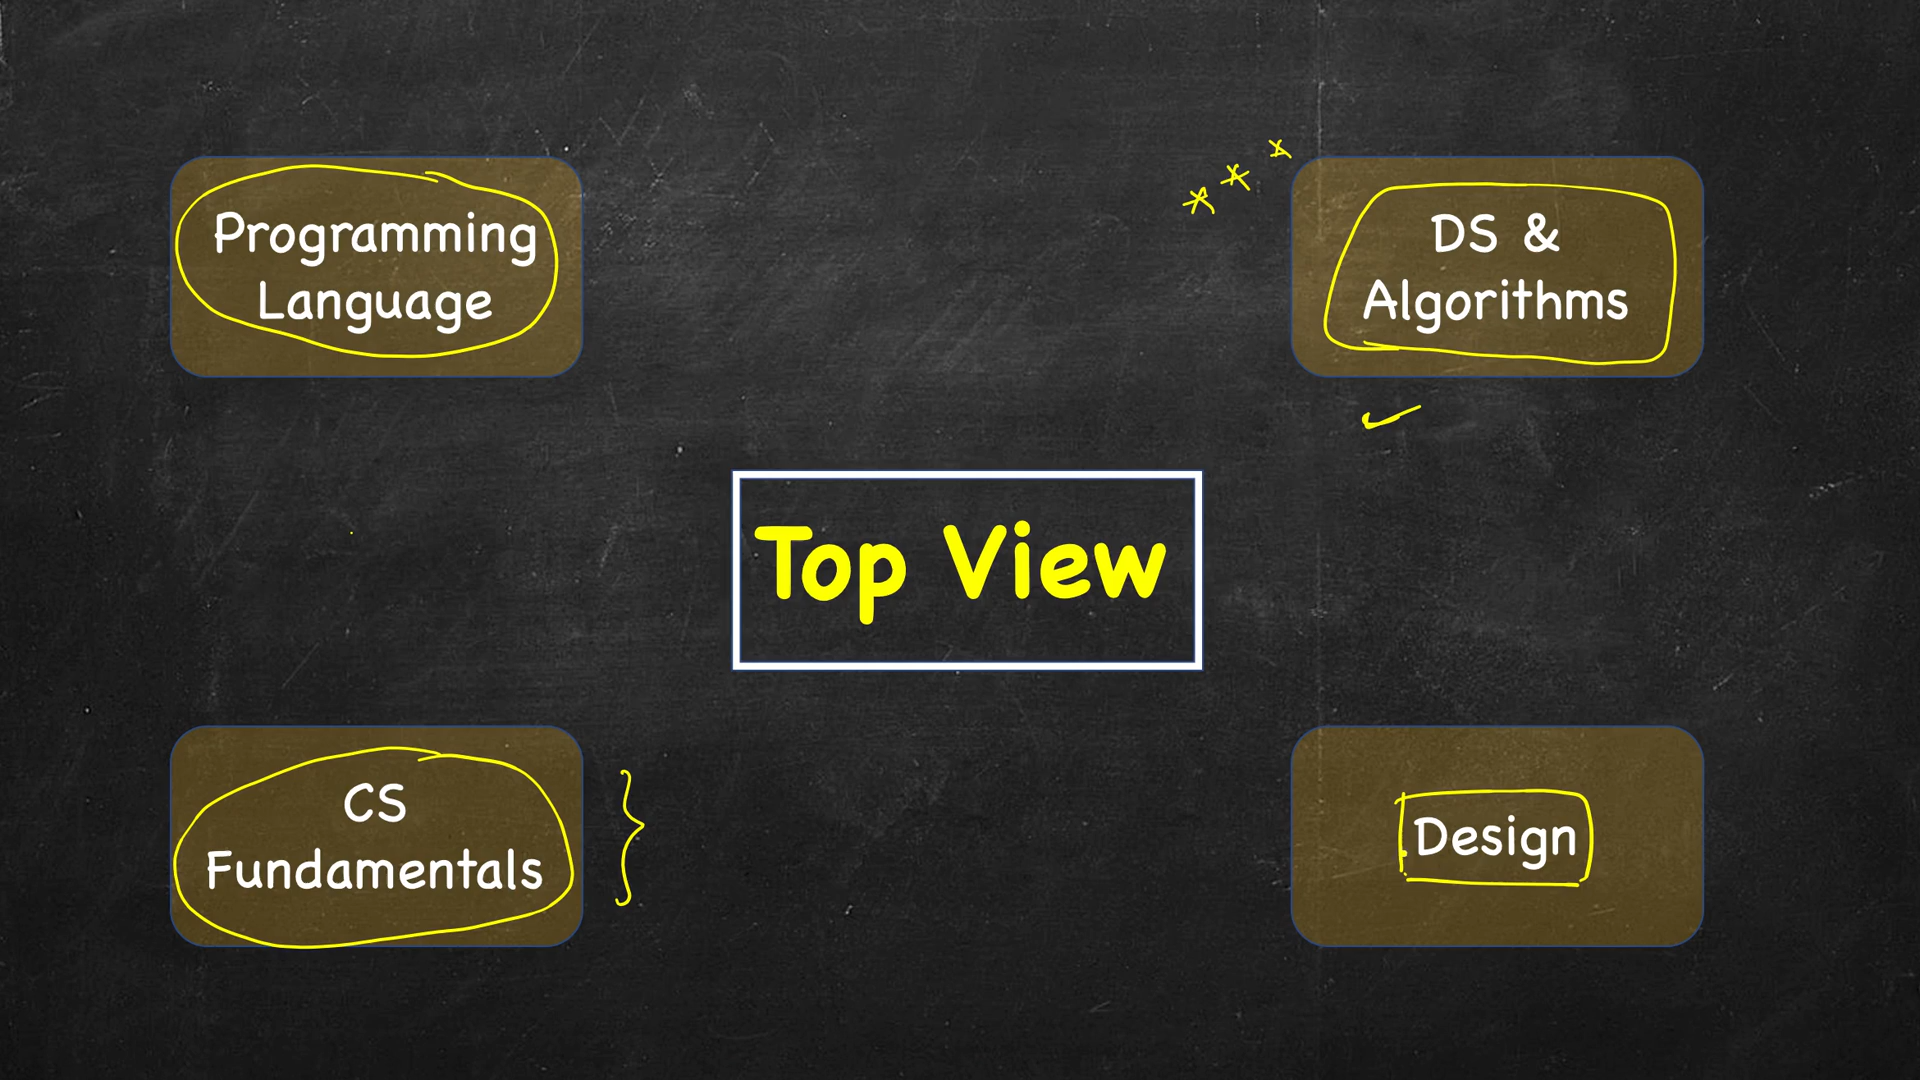 Programming
Language
* * *
DS &
Algorithms
Top View
CS
Fundamentals
}
Design